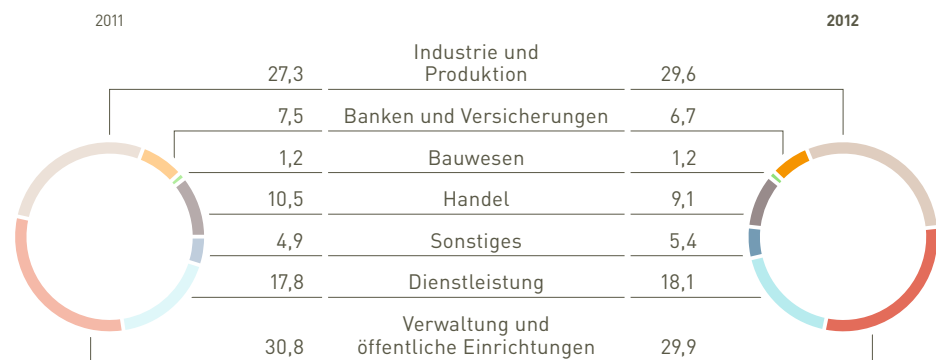 2011 2012
Industrie und
27,3 Produktion 29,6
7,5 Banken und Versicherungen 6,7
1,2 Bauwesen 1,2
10,5 Handel 9,1
4,9 Sonstiges 5,4
17,8 Dienstleistung 18,1
Verwaltung und
30,8 öffentliche Einrichtungen 29,9